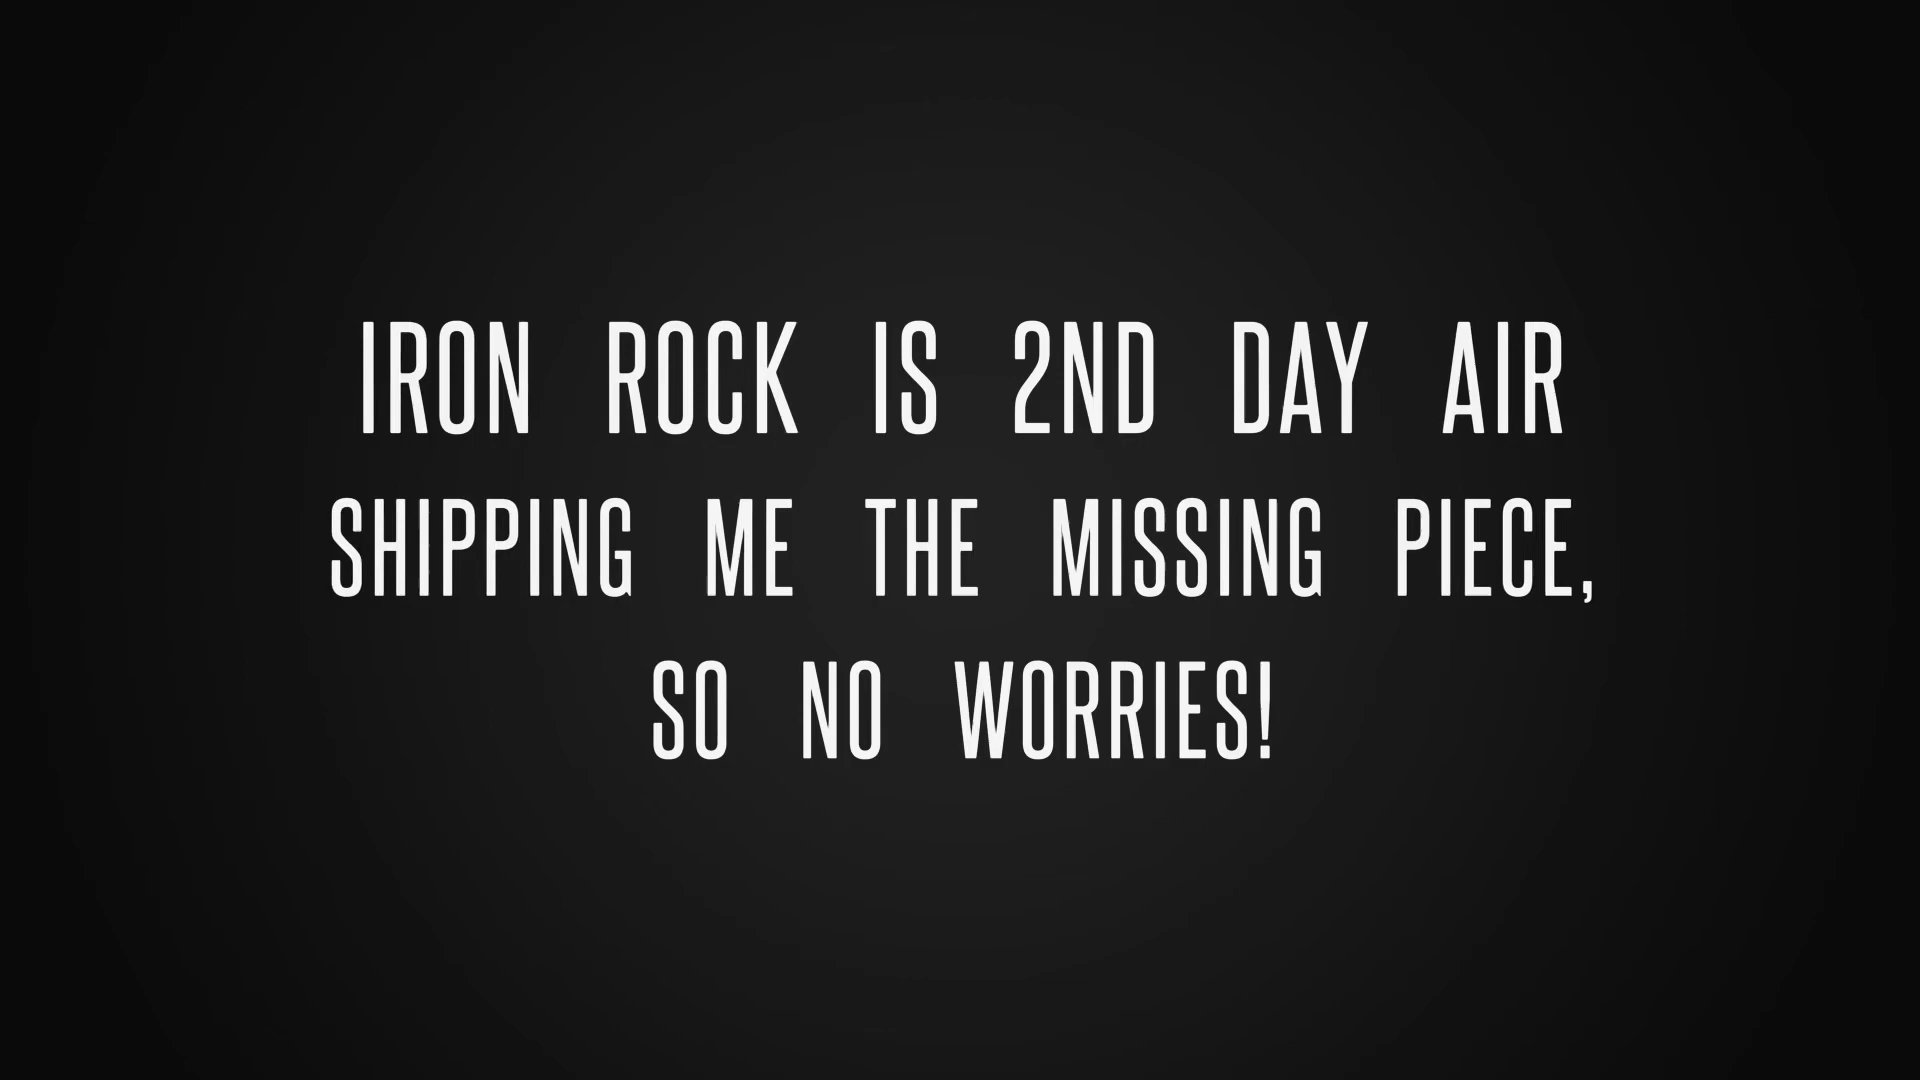 IRON ROCK IS 2ND DAY AIR
SHIPPING ME THE MISSING PIECE,
SO NO WORRIES!